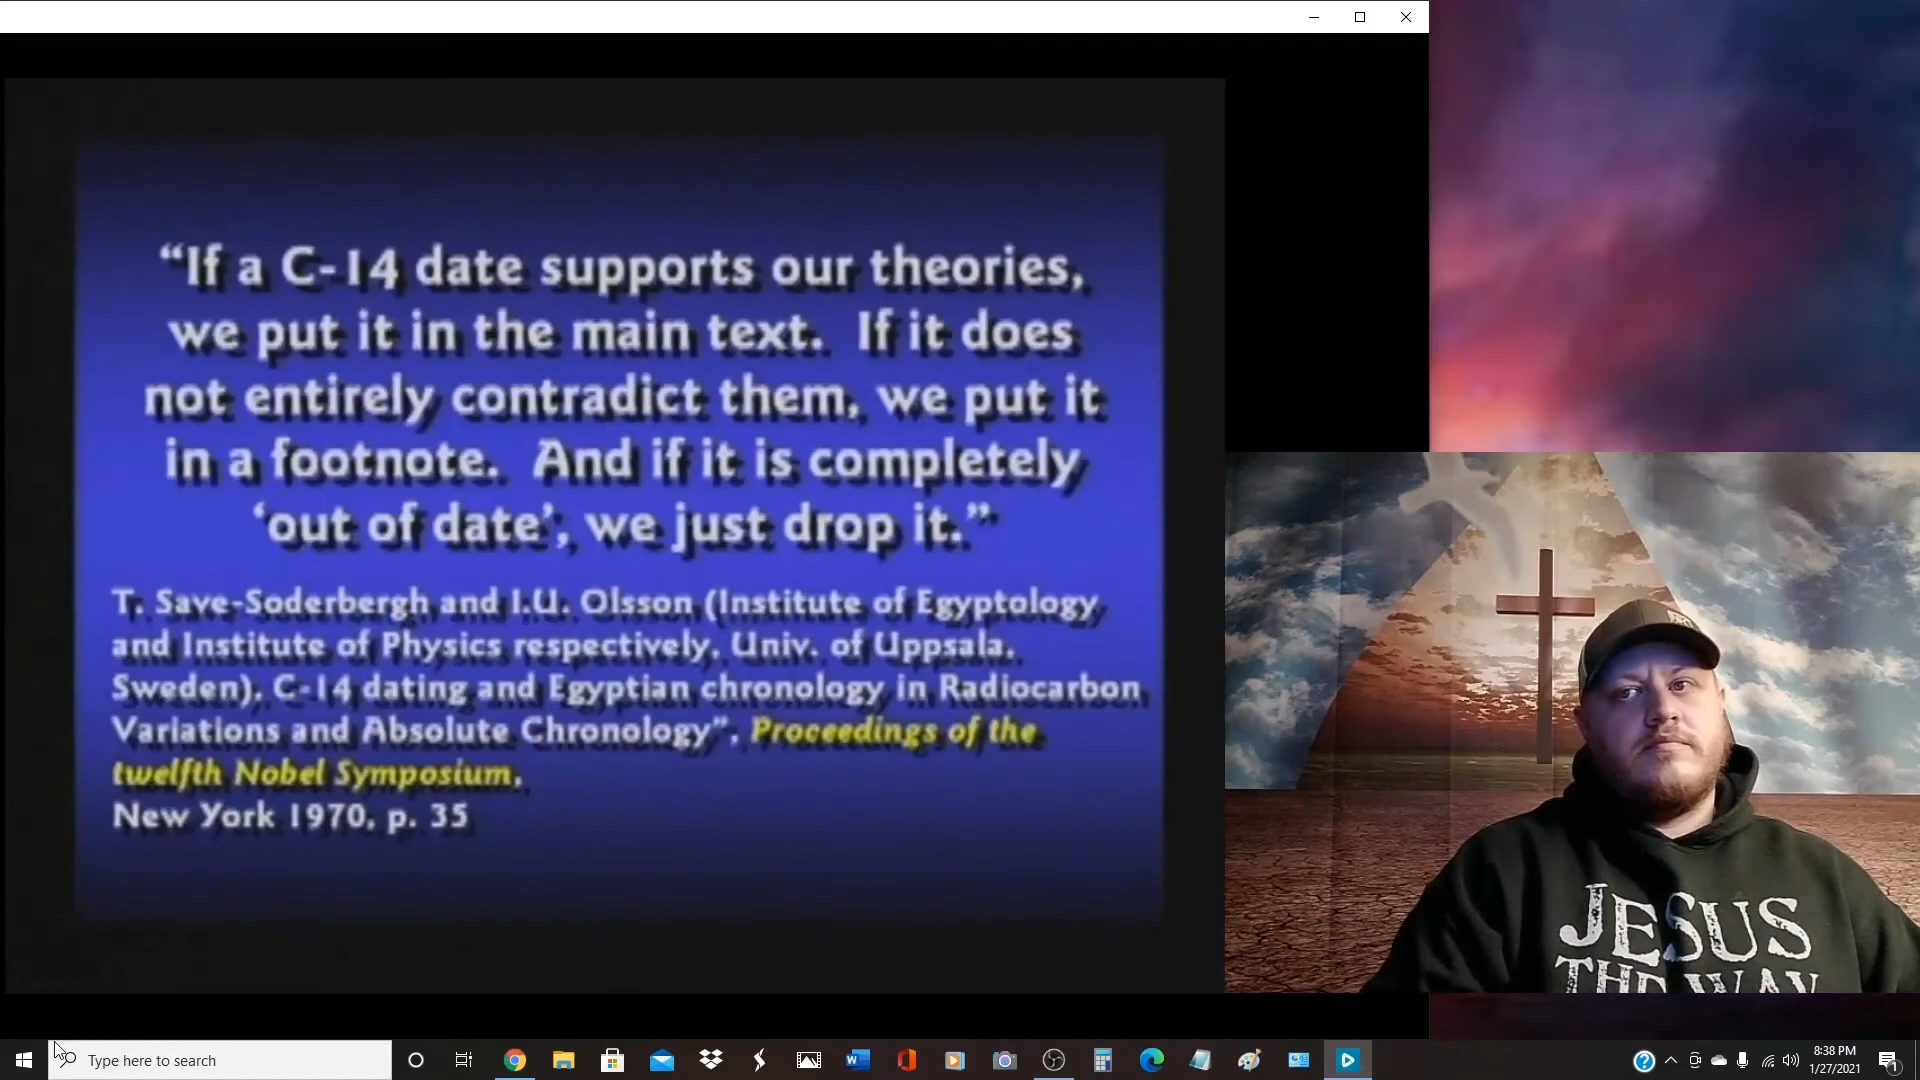 “If a C-14 date supports our theories,
we put it in the main text. If it does
not entirely contradict them, we put it
in a footnote. And if it is completely
‘out of date’, we just drop it.”
T. Save-Soderbergh and I.U. Olsson (Institute of Egyptology
and Institute of Physics respectively, Univ. of Uppsala,
Sweden), C-14 dating and Egyptian chronology in Radiocarbon
Variations and Absolute Chronology”, Proceedings of the
twelfth Nobel Symposium,
New York 1970, p. 35
JESUS
THE WAY
Type here to search
8:38 PM
1/27/2021